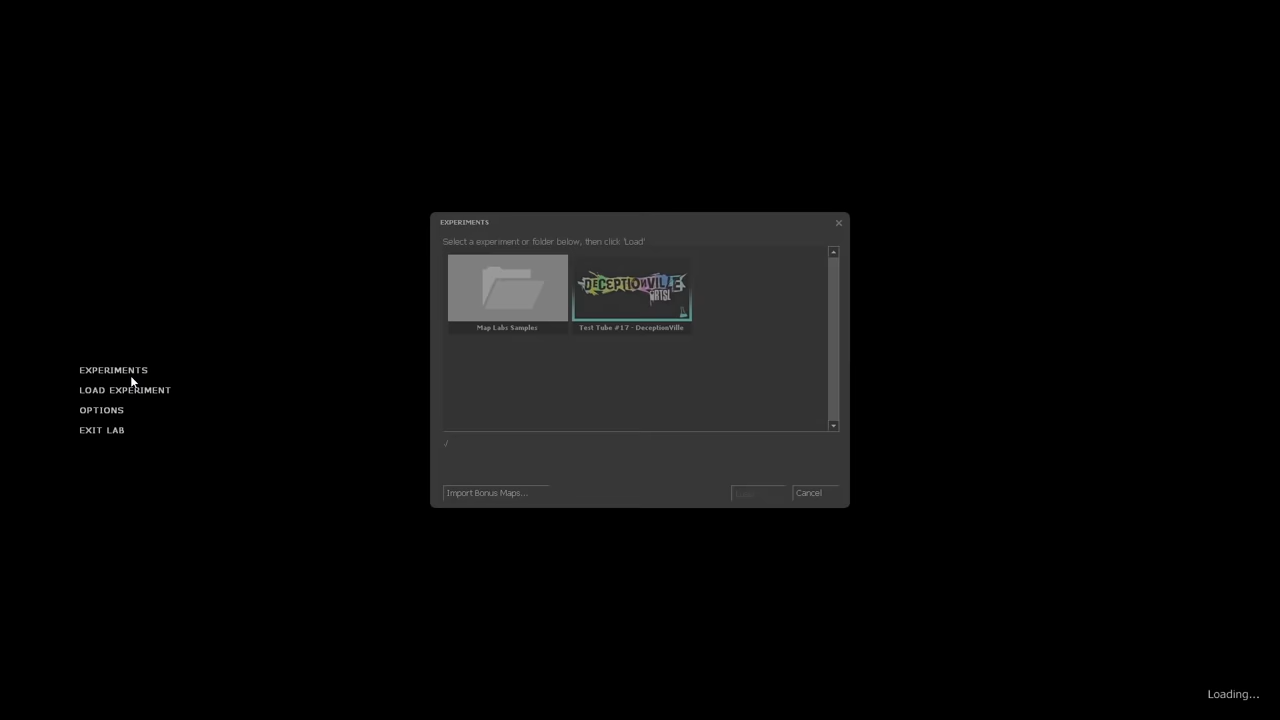 EXPERIMENTS
Select a experiment or folder below, then click 'Load'
DECEPTIONVILLE
Map Labs Samples
Test Tube #17 - DeceptionVille
EXPERIMENTS
LOAD EXPERIMENT
OPTIONS
EXIT LAB
/
Import Bonus Maps...
Load
Cancel
Loading...